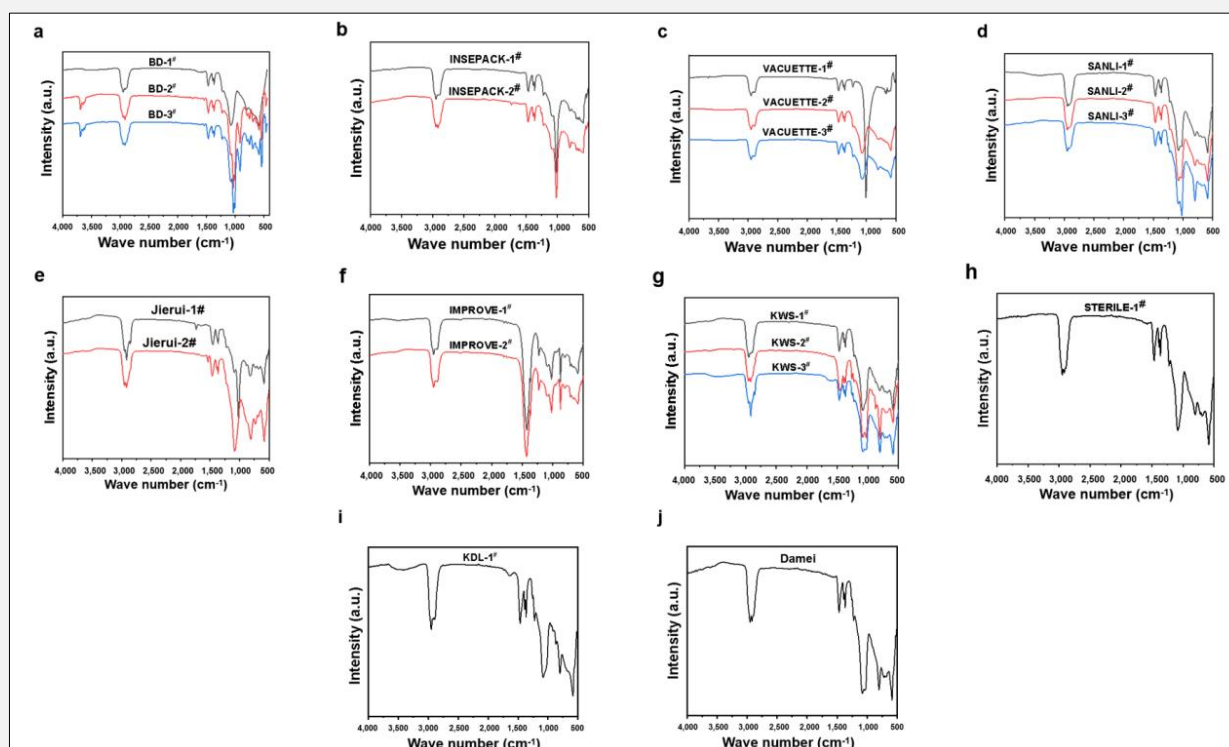 a
BD-1#
BD-2#
BD-3#
Intensity (a.u.)
4,000 3,500 3,000 2,500 2,000 1,500 1,000 500 400
Wave number (cm-1)
b
INSEPACK-1#
INSEPACK-2#
Intensity (a.u.)
4,000 3,500 3,000 2,500 2,000 1,500 1,000 500
Wave number (cm-1)
c
VACUETTE-1#
VACUETTE-2#
VACUETTE-3#
Intensity (a.u.)
4,000 3,500 3,000 2,500 2,000 1,500 1,000 500
Wave number (cm-1)
d
SANLI-1#
SANLI-2#
SANLI-3#
Intensity (a.u.)
4,000 3,500 3,000 2,500 2,000 1,500 1,000 500
Wave number (cm-1)
e
Jierui-1#
Jierui-2#
Intensity (a.u.)
4,000 3,500 3,000 2,500 2,000 1,500 1,000 500
Wave number (cm-1)
f
IMPROVE-1#
IMPROVE-2#
Intensity (a.u.)
4,000 3,500 3,000 2,500 2,000 1,500 1,000 500
Wave number (cm-1)
g
KWS-1#
KWS-2#
KWS-3#
Intensity (a.u.)
4,000 3,500 3,000 2,500 2,000 1,500 1,000 500
Wave number (cm-1)
h
STERILE-1#
Intensity (a.u.)
4,000 3,500 3,000 2,500 2,000 1,500 1,000 500
Wave number (cm-1)
i
KDL-1#
Intensity (a.u.)
4,000 3,500 3,000 2,500 2,000 1,500 1,000 500
Wave number (cm-1)
j
Damei
Intensity (a.u.)
4,000 3,500 3,000 2,500 2,000 1,500 1,000 500
Wave number (cm-1)